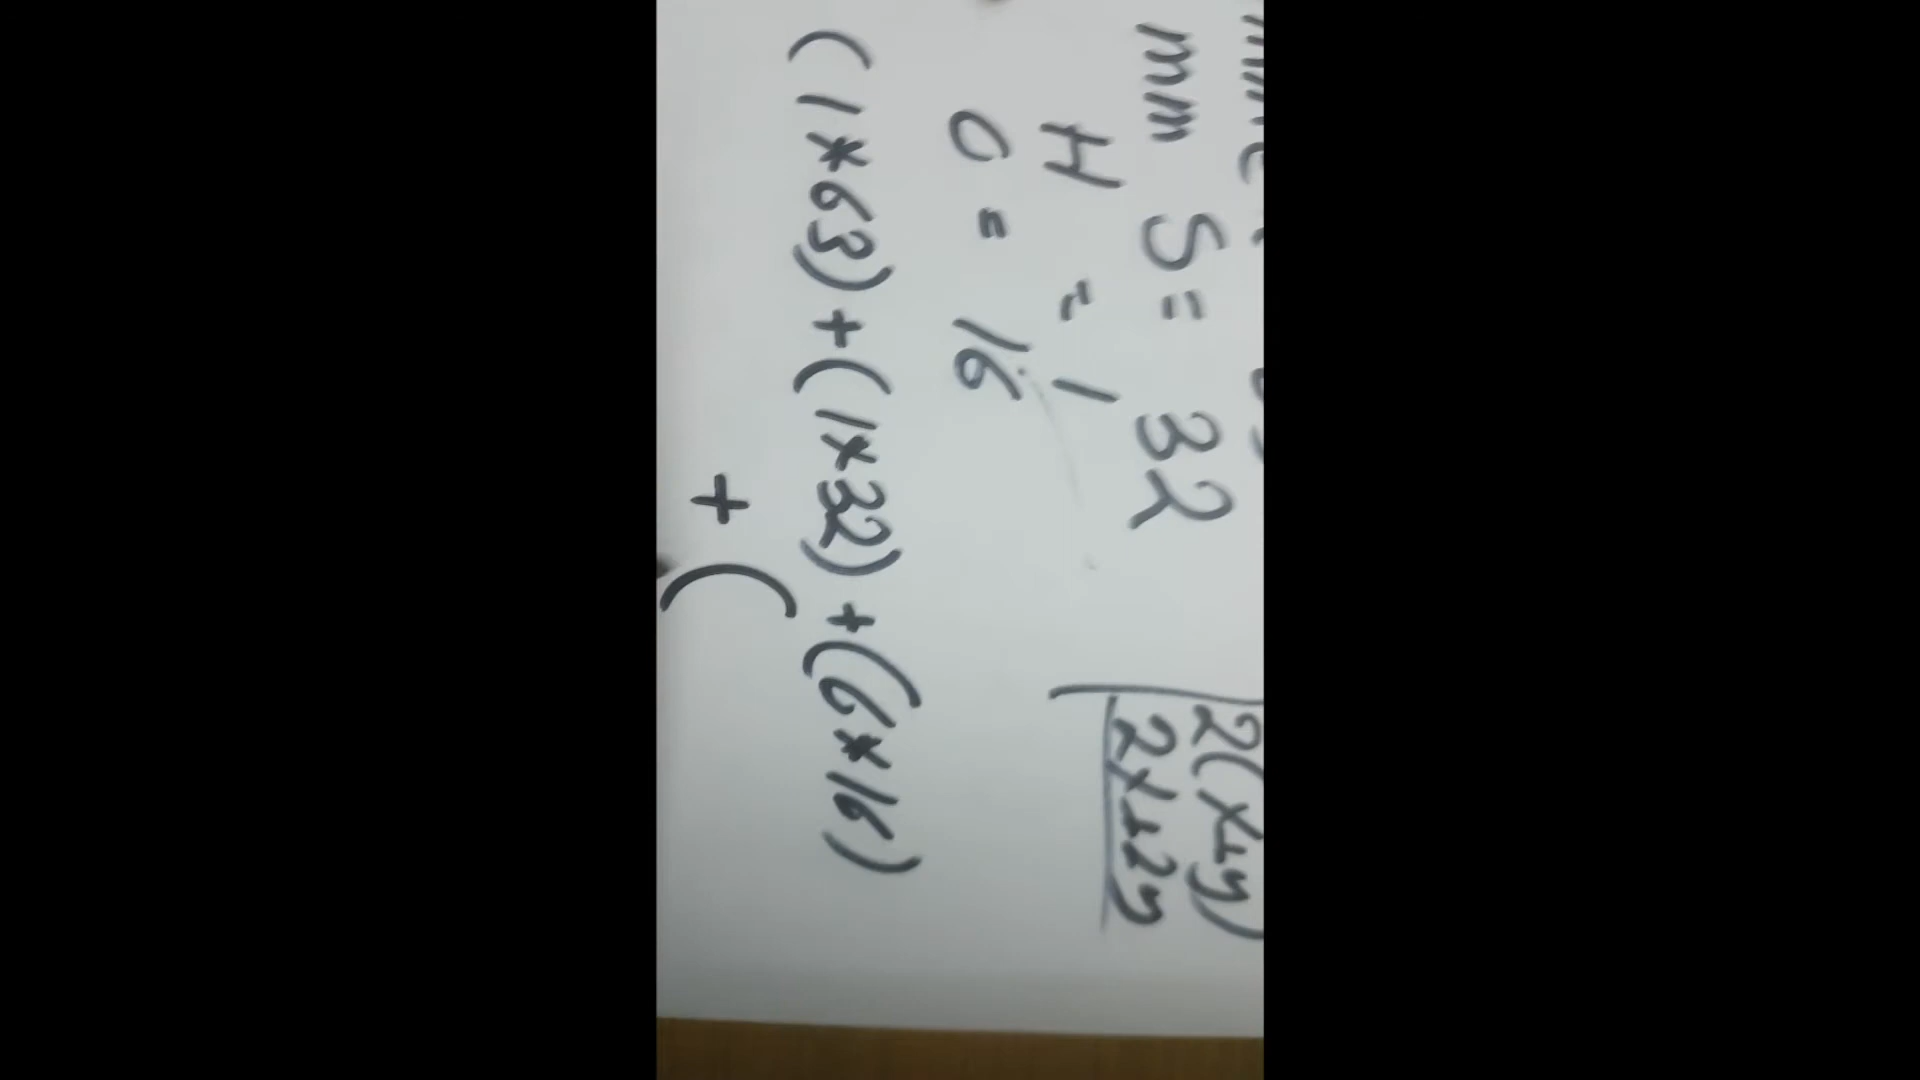 mm S = 32
H = 1
O = 16
2(x+y)
2x+2y
(1*63)+(1*32)+(6*16)
+(